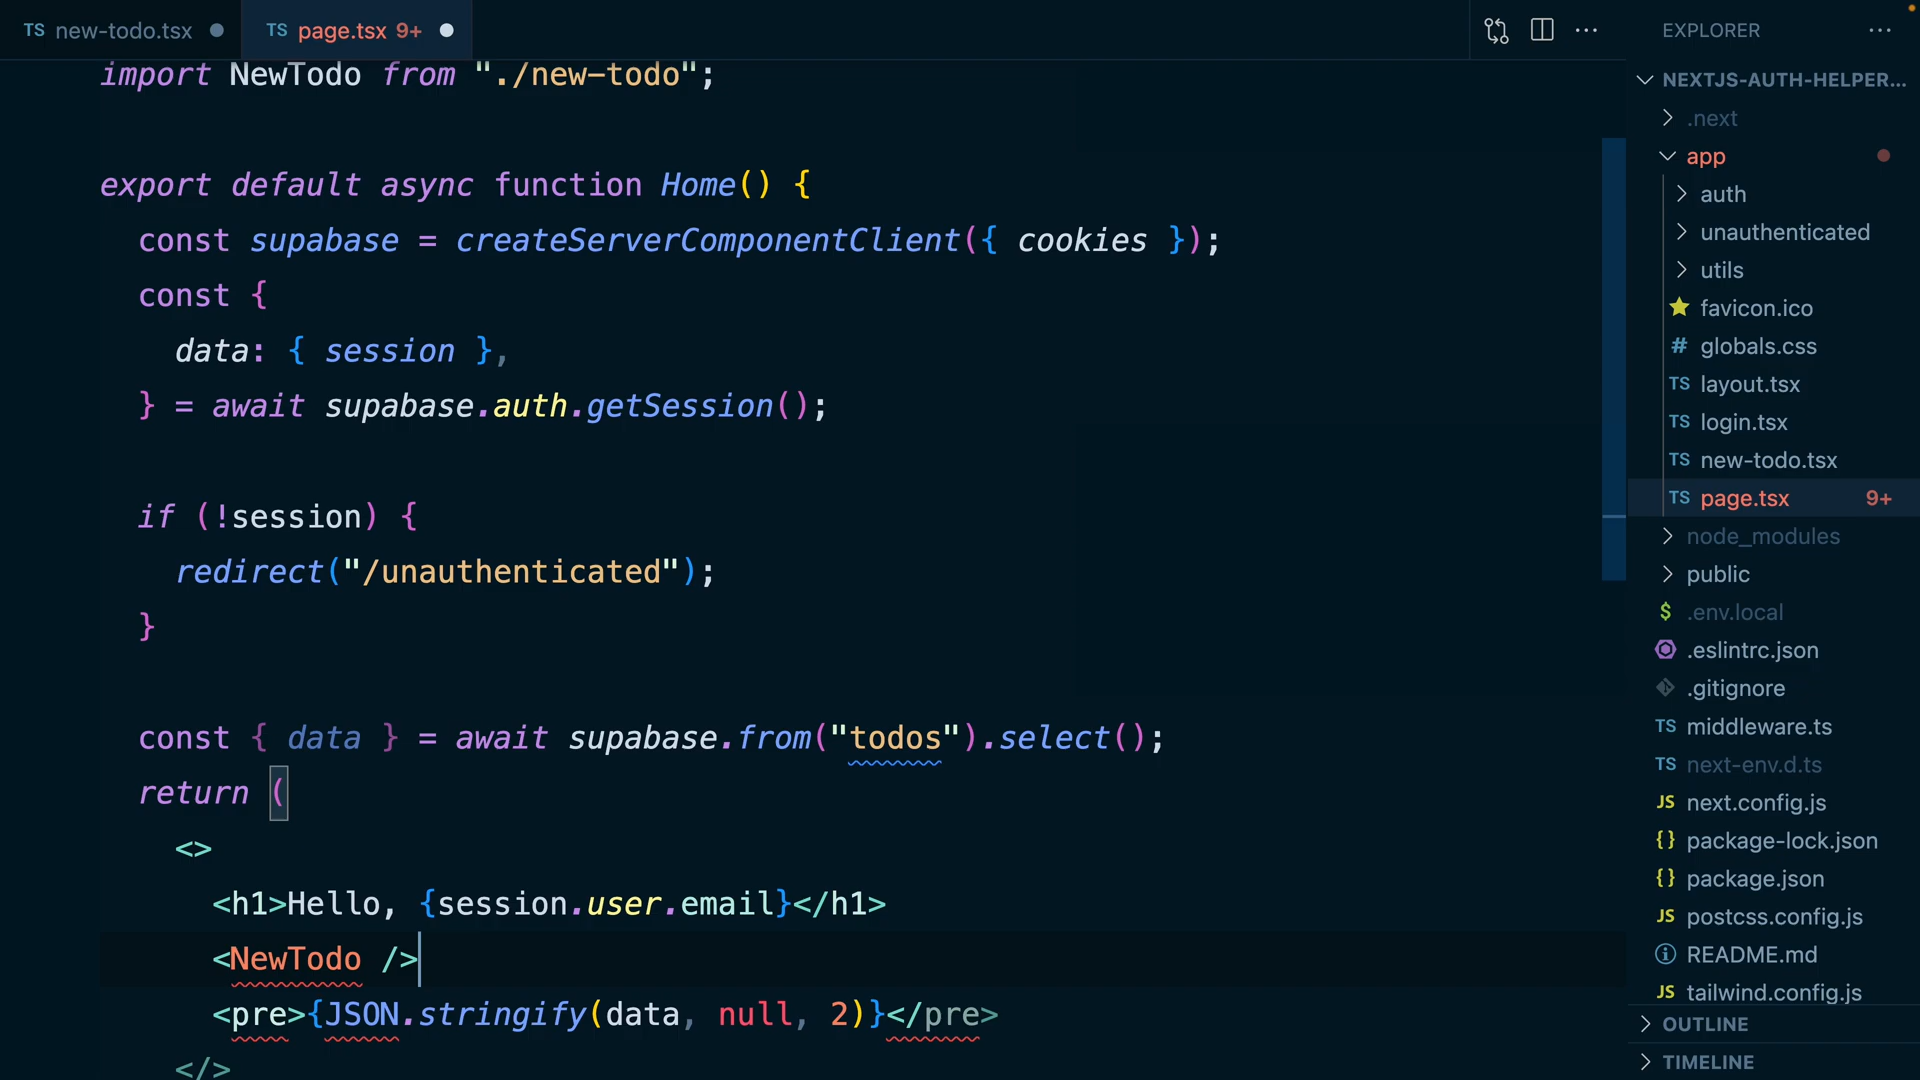 TS new-todo.tsx
TS page.tsx 9+
import NewTodo from "./new-todo";
export default async function Home() {
const supabase = createServerComponentClient({ cookies });
const {
data: { session },
} = await supabase.auth.getSession();
if (!session) {
redirect("/unauthenticated");
}
const { data } = await supabase.from("todos").select();
return (
<>
<h1>Hello, {session.user.email}</h1>
<NewTodo />
<pre>{JSON.stringify(data, null, 2)}</pre>
</>
EXPLORER
NEXTJS-AUTH-HELPER...
.next
app
auth
unauthenticated
utils
favicon.ico
# globals.css
TS layout.tsx
TS login.tsx
TS new-todo.tsx
TS page.tsx 9+
node_modules
public
$ .env.local
.eslintrc.json
.gitignore
TS middleware.ts
TS next-env.d.ts
JS next.config.js
{} package-lock.json
{} package.json
JS postcss.config.js
README.md
JS tailwind.config.js
OUTLINE
TIMELINE